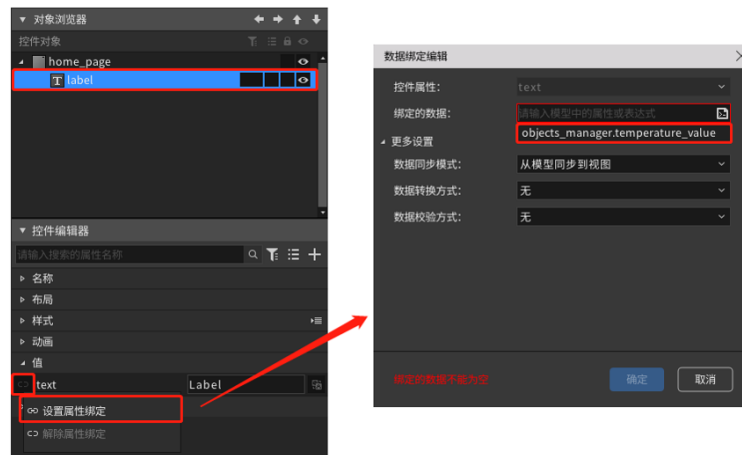 对象浏览器
控件对象
home_page
label
控件编辑器
请输入搜索的属性名称
名称
布局
样式
动画
值
text Label
设置属性绑定
解除属性绑定
数据绑定编辑
控件属性: text
绑定的数据: 请输入模型中的属性或表达式
objects_manager.temperature_value
更多设置
数据同步模式: 从模型同步到视图
数据转换方式: 无
数据校验方式: 无
绑定的数据不能为空 确定 取消